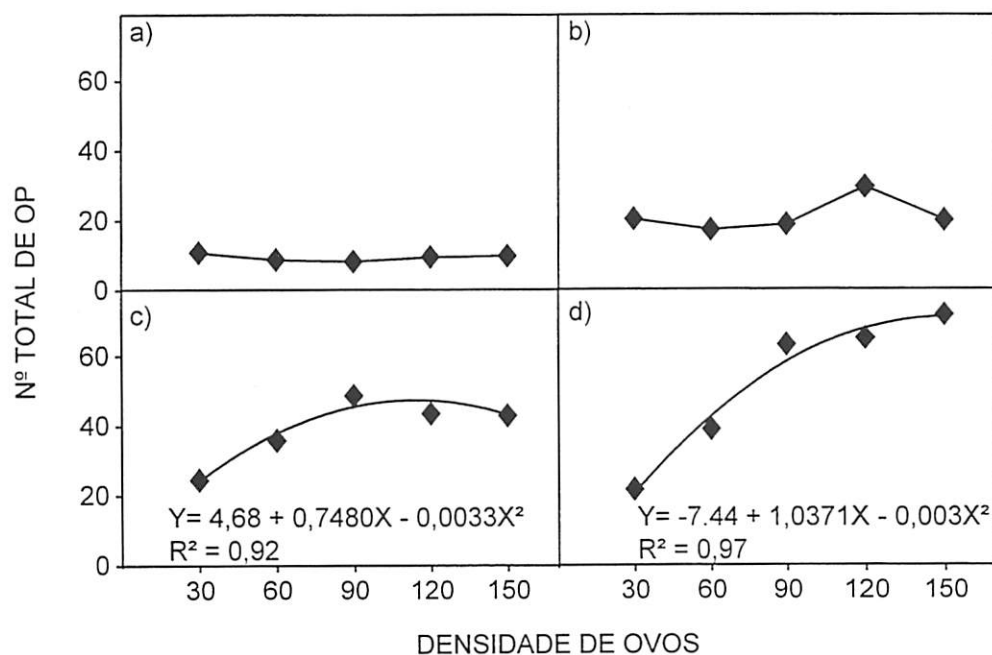 a)
b)
60
40
20
0
c)
d)
60
40
20
0
Y= 4,68 + 0,7480X - 0,0033X²
R² = 0,92
Y= -7.44 + 1,0371X - 0,003X²
R² = 0,97
30 60 90 120 150
30 60 90 120 150
Nº TOTAL DE OP
DENSIDADE DE OVOS